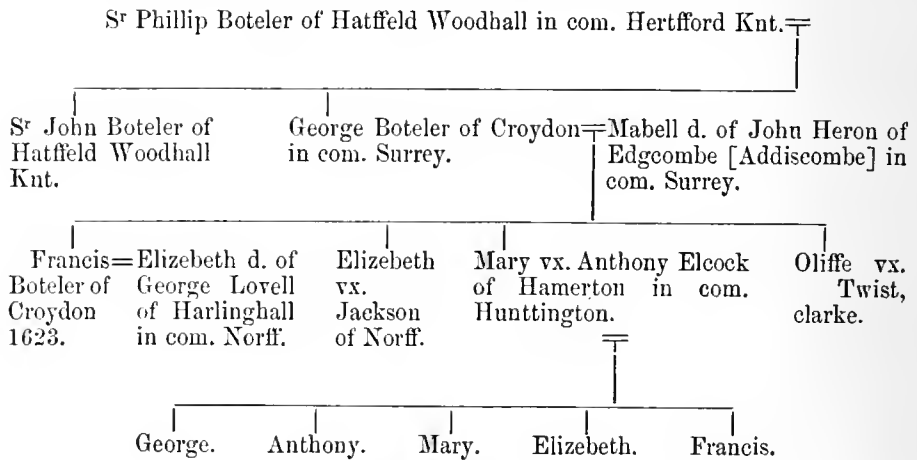 Sʳ Phillip Boteler of Hatffeld Woodhall in com. Hertfford Knt.
Sʳ John Boteler of
Hatffeld Woodhall
Knt.
George Boteler of Croydon=Mabell d. of John Heron of
in com. Surrey.
Edgcombe [Addiscombe] in
com. Surrey.
Francis=Elizebeth d. of
Boteler of
George Lovell
Croydon
of Harlinghall
1623.
in com. Norff.
Elizebeth
vx.
Jackson
of Norff.
Mary vx. Anthony Elcock
of Hamerton in com.
Hunttington.
Oliffe vx.
Twist,
clarke.
George.
Anthony.
Mary.
Elizebeth.
Francis.